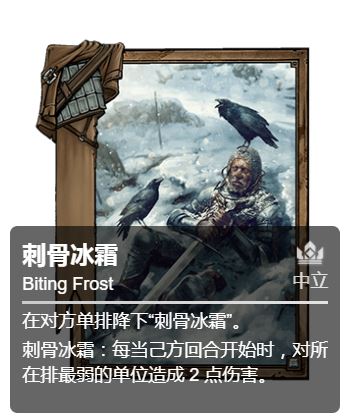 刺骨冰霜
Biting Frost
中立
在对方单排降下“刺骨冰霜”。
刺骨冰霜：每当己方回合开始时，对所
在排最弱的单位造成 2 点伤害。